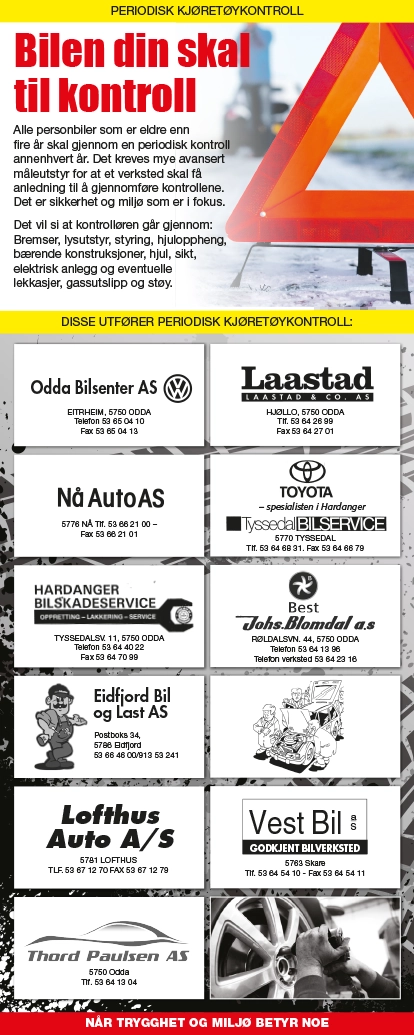 PERIODISK KJØRETØYKONTROLL
Bilen din skal
til kontroll
Alle personbiler som er eldre enn
fire år skal gjennom en periodisk kontroll
annenhvert år. Det kreves mye avansert
måleutstyr for at et verksted skal få
anledning til å gjennomføre kontrollene.
Det er sikkerhet og miljø som er i fokus.
Det vil si at kontrolløren går gjennom:
Bremser, lysutstyr, styring, hjuloppheng,
bærende konstruksjoner, hjul, sikt,
elektrisk anlegg og eventuelle
lekkasjer, gassutslipp og støy.
DISSE UTFØRER PERIODISK KJØRETØYKONTROLL:
Odda Bilsenter AS
EITRHEIM, 5750 ODDA
Telefon 53 65 04 10
Fax 53 65 04 13
Laastad
LAASTAD & CO. AS
HJØLLO, 5750 ODDA
Tlf. 53 64 26 99
Fax 53 64 27 01
Nå Auto AS
5776 NÅ Tlf. 53 66 21 00 –
Fax 53 66 21 01
TOYOTA
– spesialisten i Hardanger
Tyssedal BILSERVICE
5770 TYSSEDAL
Tlf. 53 64 68 31. Fax 53 64 66 79
HARDANGER
BILSKADESERVICE
OPPRETTING – LAKKERING – SERVICE
TYSSEDALSV. 11, 5750 ODDA
Telefon 53 64 40 22
Fax 53 64 70 99
Best
Johs. Blomdal a.s
RØLDALSVN. 44, 5750 ODDA
Telefon 53 64 13 96
Telefon verksted 53 64 23 16
Eidfjord Bil
og Last AS
Postboks 34,
5786 Eidfjord
53 66 46 00/913 53 241
Lofthus
Auto A/S
5781 LOFTHUS
TLF. 53 67 12 70 FAX 53 67 12 79
Vest Bil as
GODKJENT BILVERKSTED
5763 Skare
Tlf. 53 64 54 10 - Fax 53 64 54 11
Thord Paulsen AS
5750 Odda
Tlf. 53 64 13 04
NÅR TRYGGHET OG MILJØ BETYR NOE